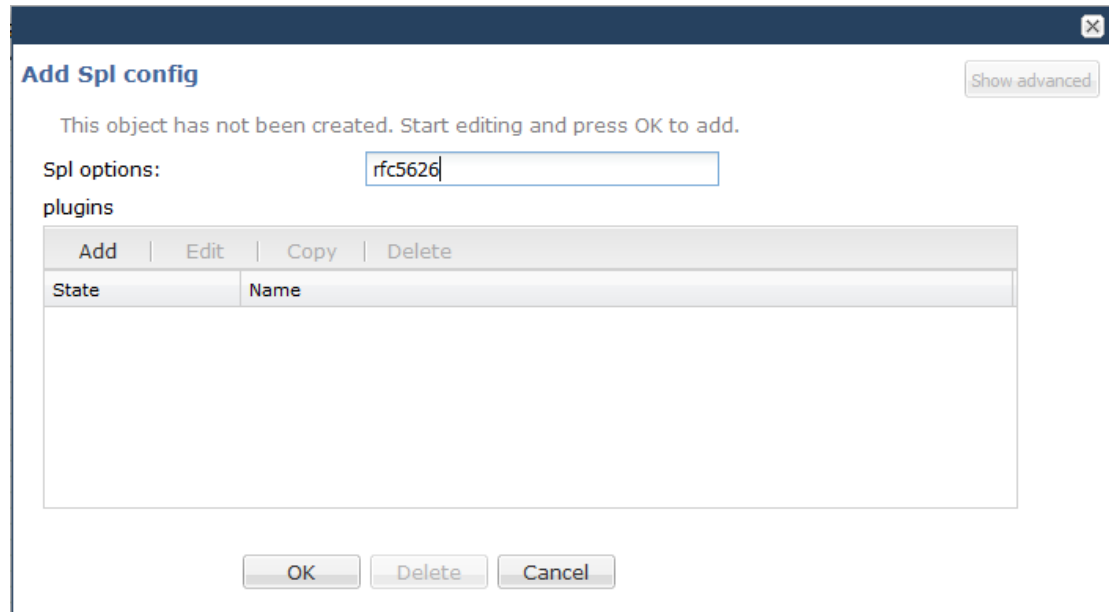 Add Spl config
Show advanced
This object has not been created. Start editing and press OK to add.
Spl options: rfc5626
plugins
Add | Edit | Copy | Delete
State Name
OK Delete Cancel